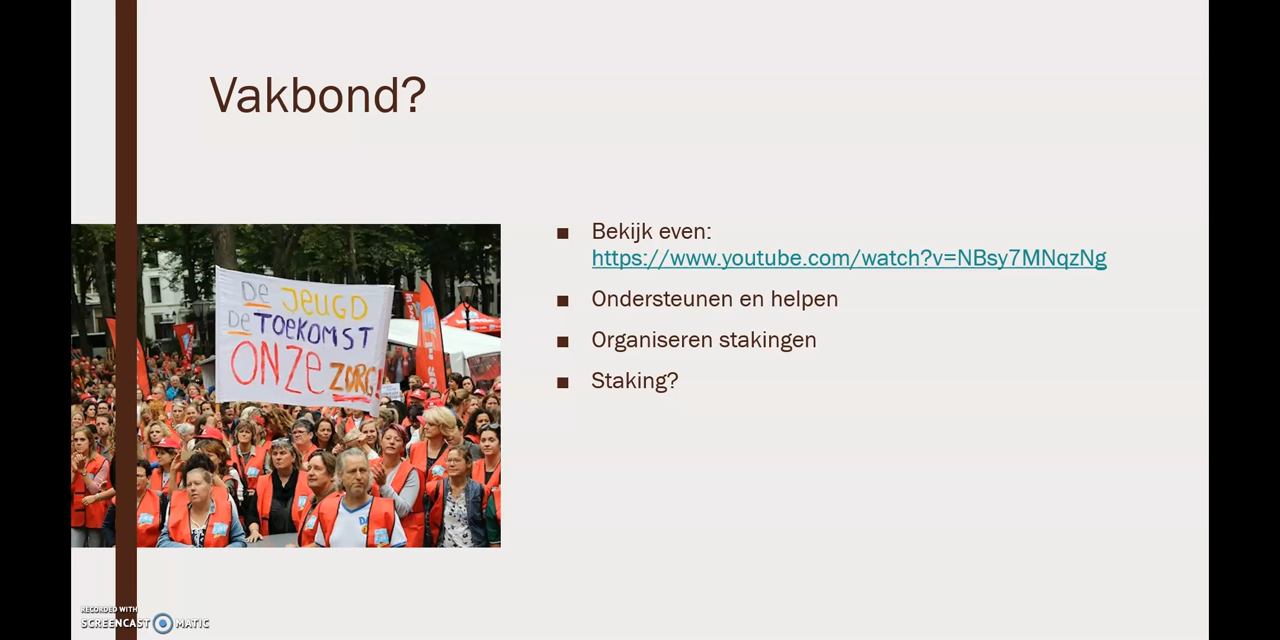 Vakbond?
Bekijk even:
https://www.youtube.com/watch?v=NBsy7MNqzNg
Ondersteunen en helpen
Organiseren stakingen
Staking?
DE JEUGD
DE TOEKOMST
ONZE ZORG!
RECORDED WITH
SCREENCAST MATIC